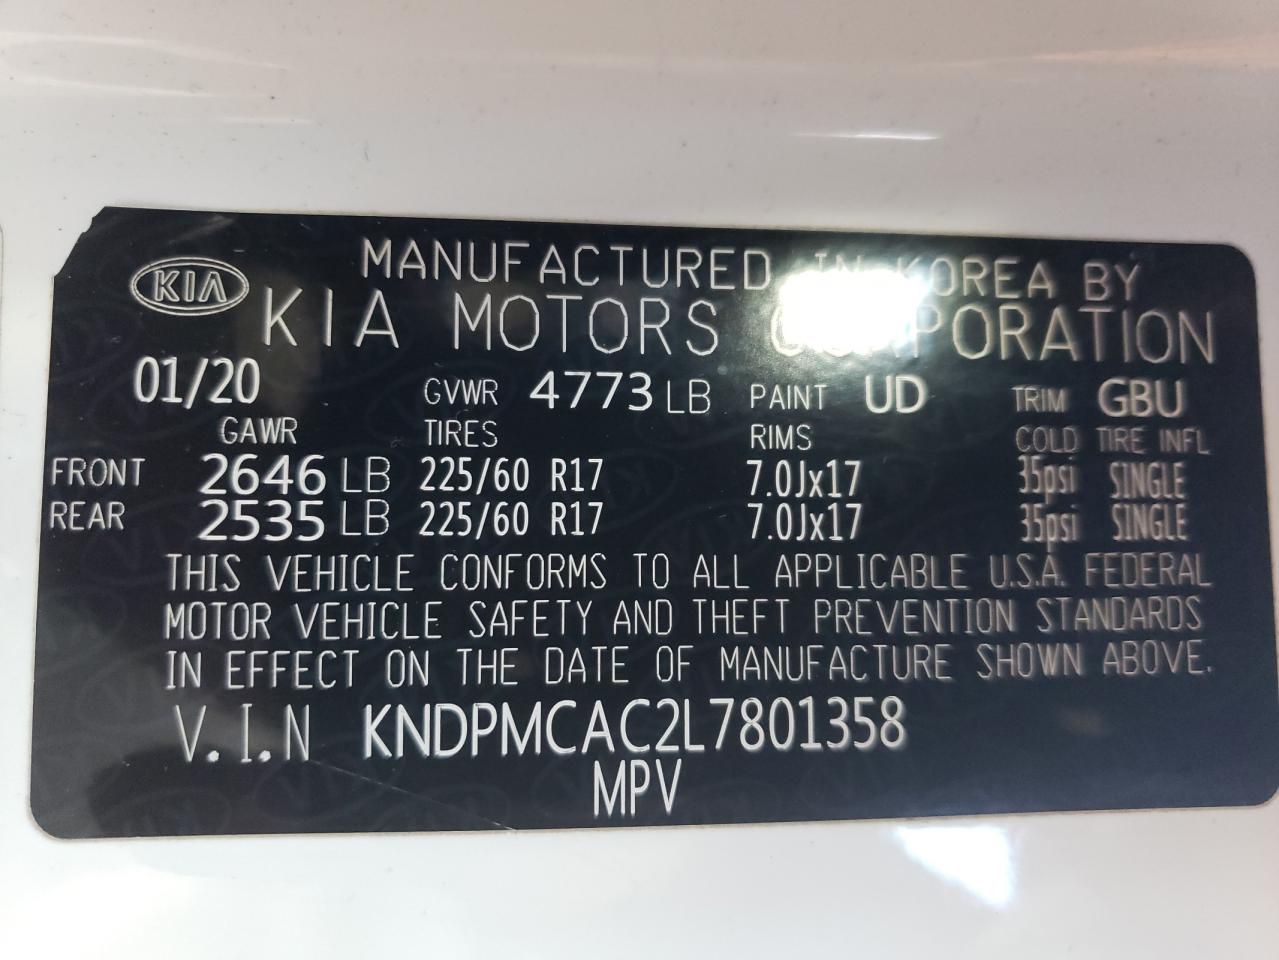 MANUFACTURED IN KOREA BY
KIA
KIA MOTORS CORPORATION
01/20 GVWR 4773 LB PAINT UD TRIM GBU
GAWR TIRES RIMS COLD TIRE INFL
FRONT 2646 LB 225/60 R17 7.0Jx17 35psi SINGLE
REAR 2535 LB 225/60 R17 7.0Jx17 35psi SINGLE
THIS VEHICLE CONFORMS TO ALL APPLICABLE U.S.A. FEDERAL
MOTOR VEHICLE SAFETY AND THEFT PREVENTION STANDARDS
IN EFFECT ON THE DATE OF MANUFACTURE SHOWN ABOVE.
V.I.N KNDPMCAC2L7801358
MPV